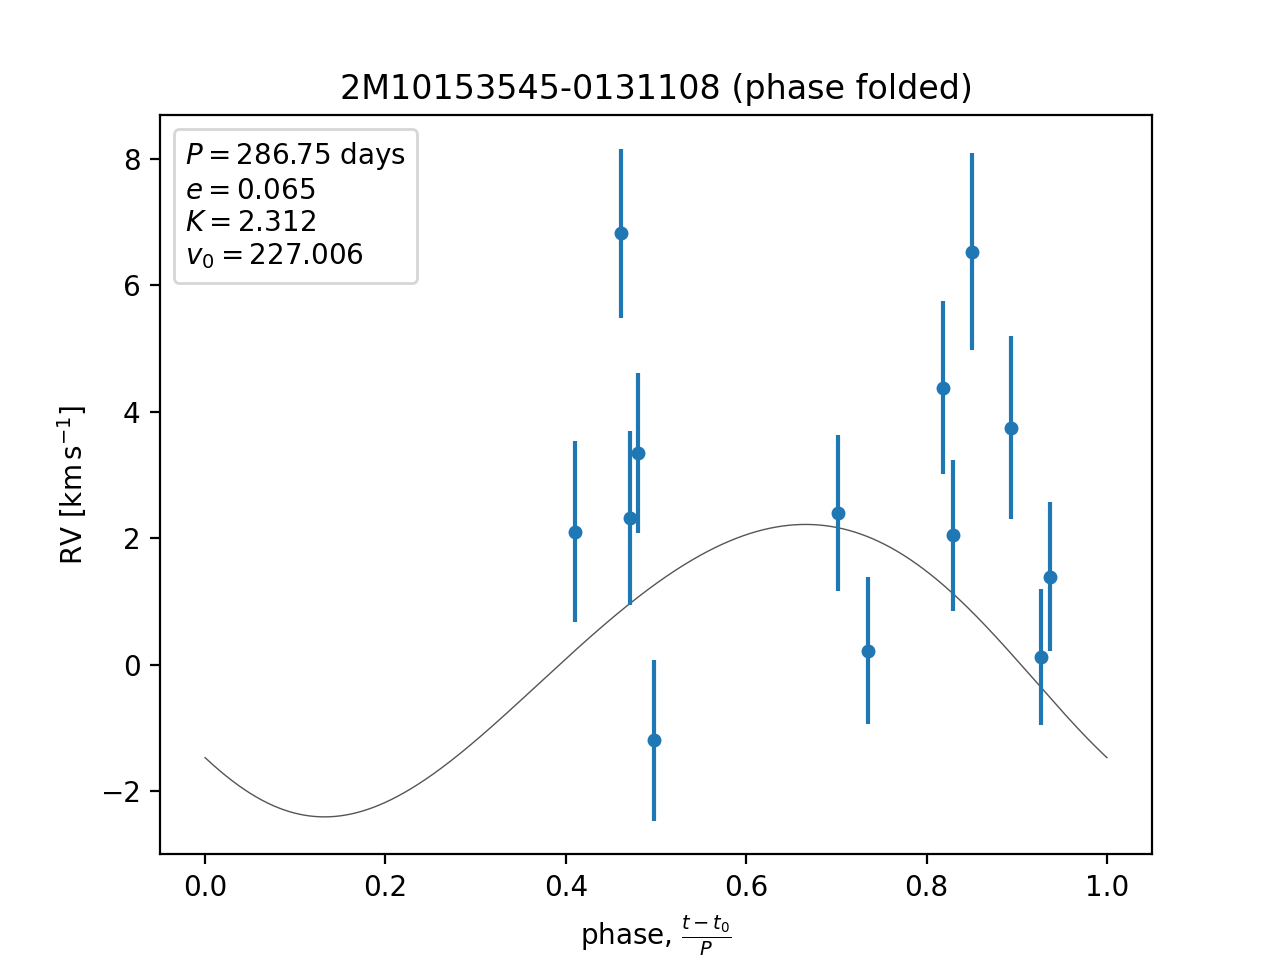 2M10153545-0131108 (phase folded)
P = 286.75 days
e = 0.065
K = 2.312
v₀ = 227.006
8
6
4
2
0
−2
RV [km s⁻¹]
0.0 0.2 0.4 0.6 0.8 1.0
phase, (t − t₀)/P